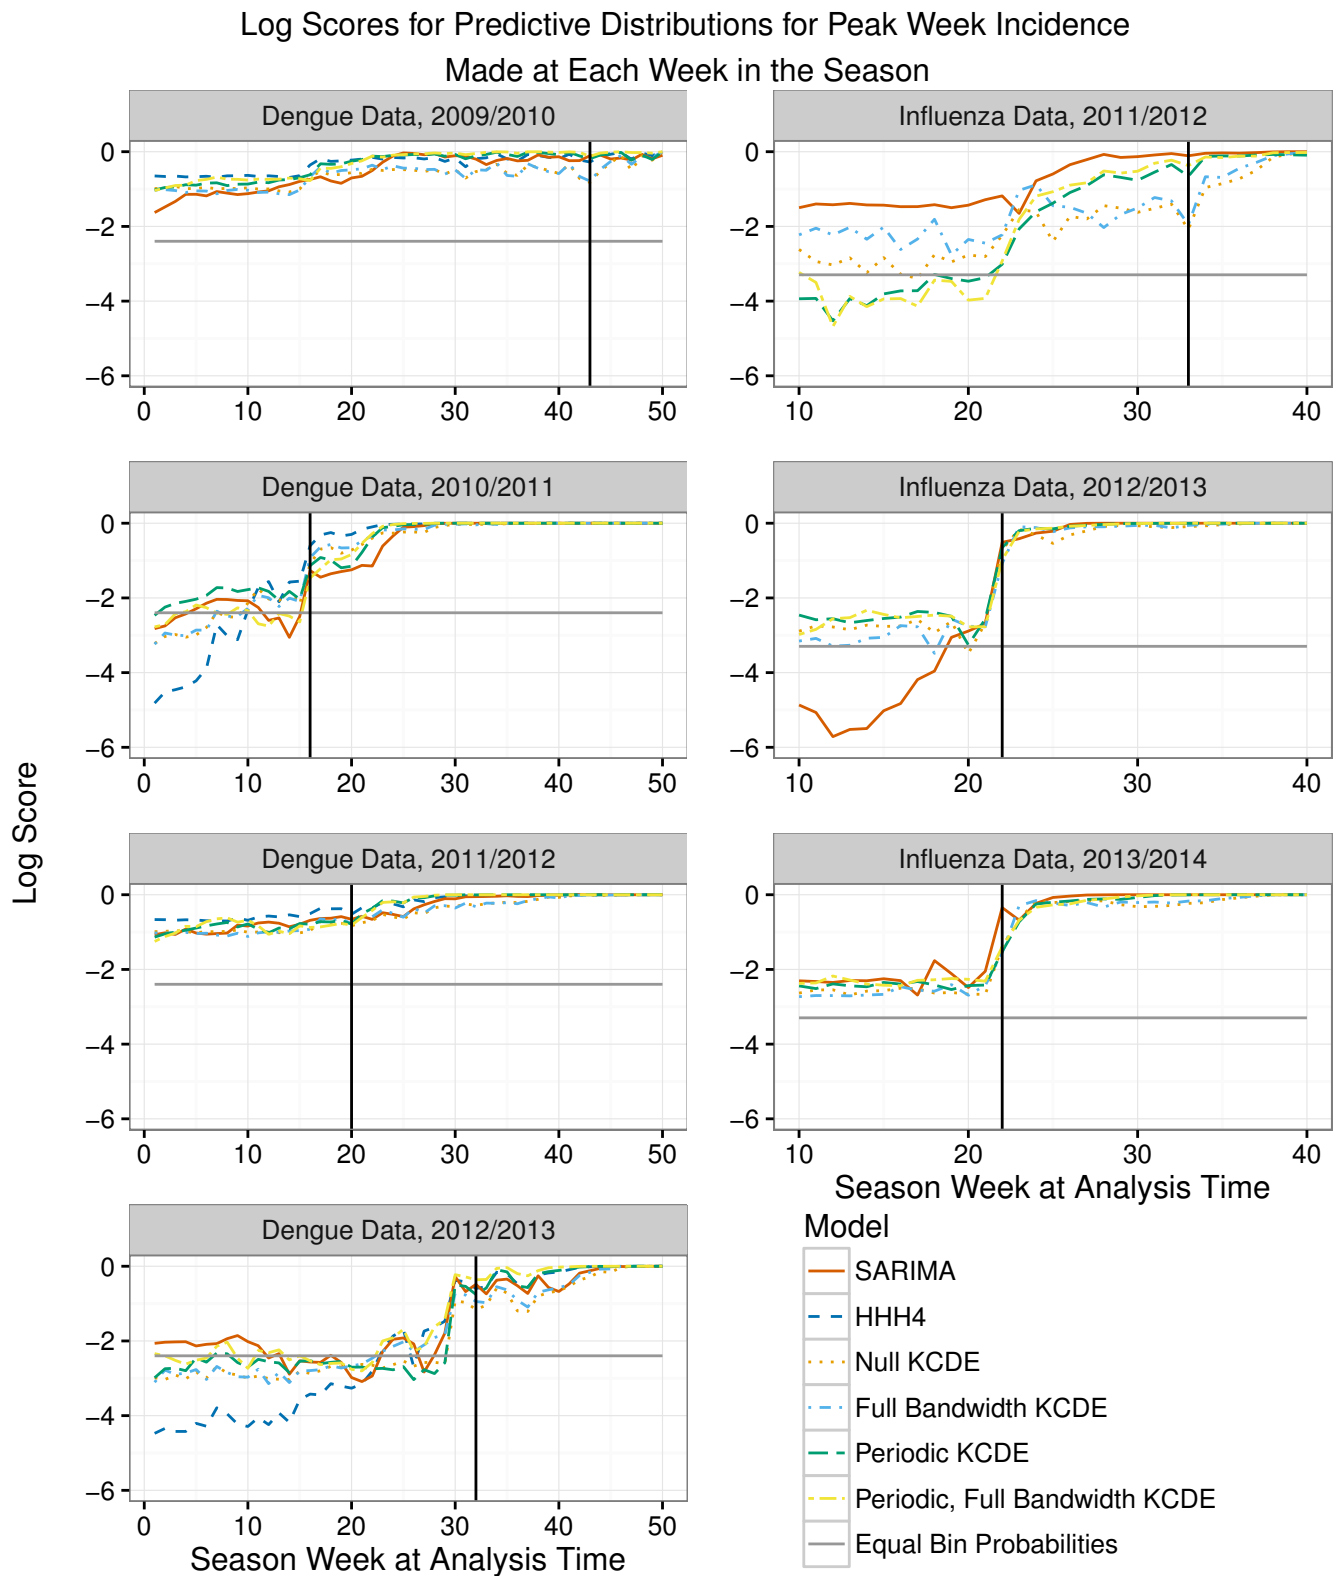 Log Scores for Predictive Distributions for Peak Week Incidence
Made at Each Week in the Season
Dengue Data, 2009/2010
0
−2
−4
−6
0 10 20 30 40 50
Influenza Data, 2011/2012
0
−2
−4
−6
10 20 30 40
Dengue Data, 2010/2011
0
−2
−4
−6
0 10 20 30 40 50
Influenza Data, 2012/2013
0
−2
−4
−6
10 20 30 40
Log Score
Dengue Data, 2011/2012
0
−2
−4
−6
0 10 20 30 40 50
Influenza Data, 2013/2014
0
−2
−4
−6
10 20 30 40
Season Week at Analysis Time
Dengue Data, 2012/2013
0
−2
−4
−6
0 10 20 30 40 50
Season Week at Analysis Time
Model
SARIMA
HHH4
Null KCDE
Full Bandwidth KCDE
Periodic KCDE
Periodic, Full Bandwidth KCDE
Equal Bin Probabilities